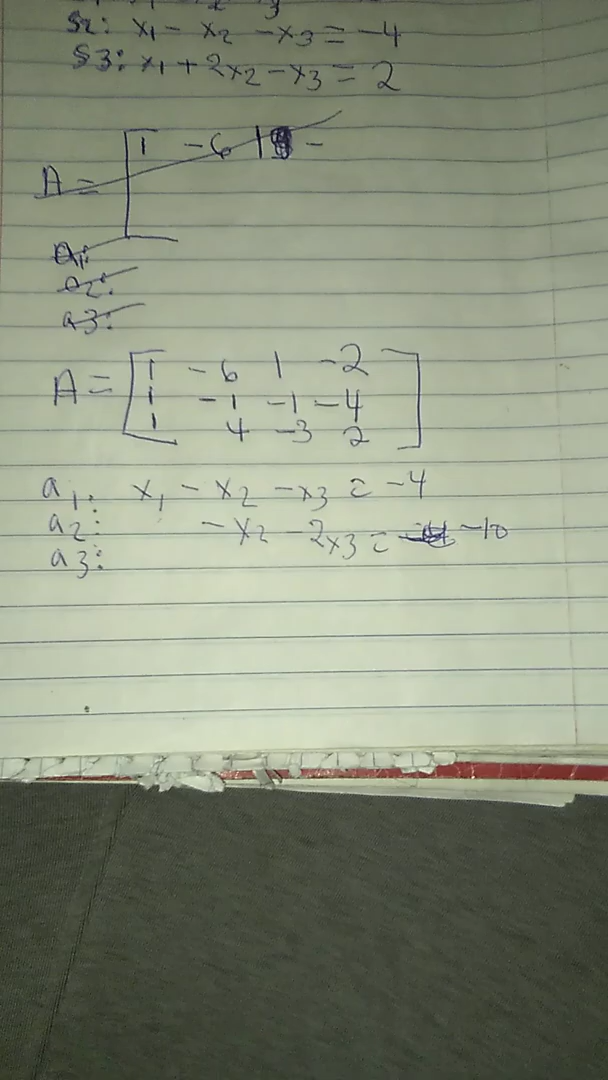 S2: x1 - x2 - x3 = -4
S3: x1 + 2x2 - x3 = 2
A = [1 -6 1 -
a1:
a2:
a3:
A = [1 -6 1 -2
1 -1 -1 -4
1 4 -3 2]
a1: x1 - x2 - x3 = -4
a2: -x2 - 2x3 = -10
a3: